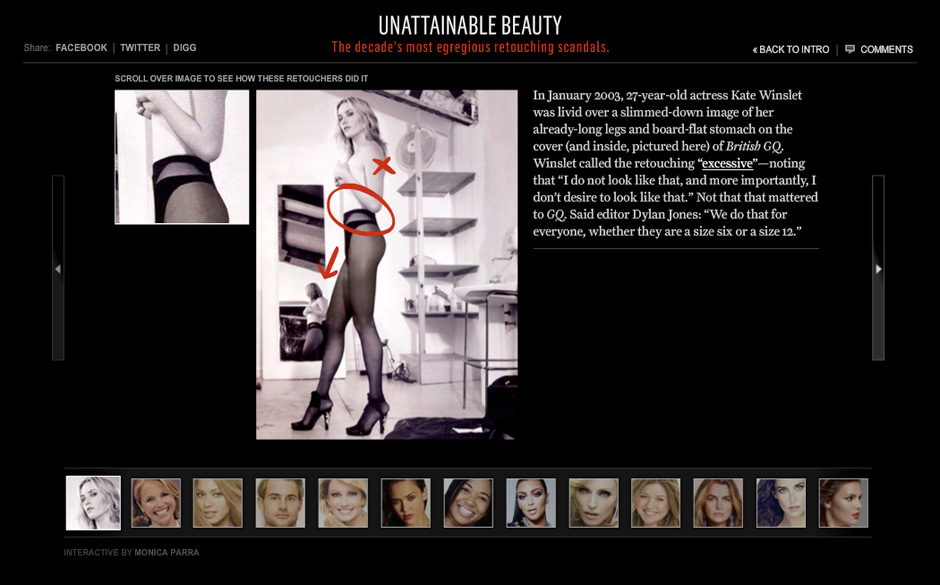 UNATTAINABLE BEAUTY
The decade's most egregious retouching scandals.
Share: FACEBOOK | TWITTER | DIGG
« BACK TO INTRO | COMMENTS
SCROLL OVER IMAGE TO SEE HOW THESE RETOUCHERS DID IT
In January 2003, 27-year-old actress Kate Winslet
was livid over a slimmed-down image of her
already-long legs and board-flat stomach on the
cover (and inside, pictured here) of British GQ.
Winslet called the retouching “excessive”—noting
that “I do not look like that, and more importantly, I
don’t desire to look like that.” Not that that mattered
to GQ. Said editor Dylan Jones: “We do that for
everyone, whether they are a size six or a size 12.”
INTERACTIVE BY MONICA PARRA